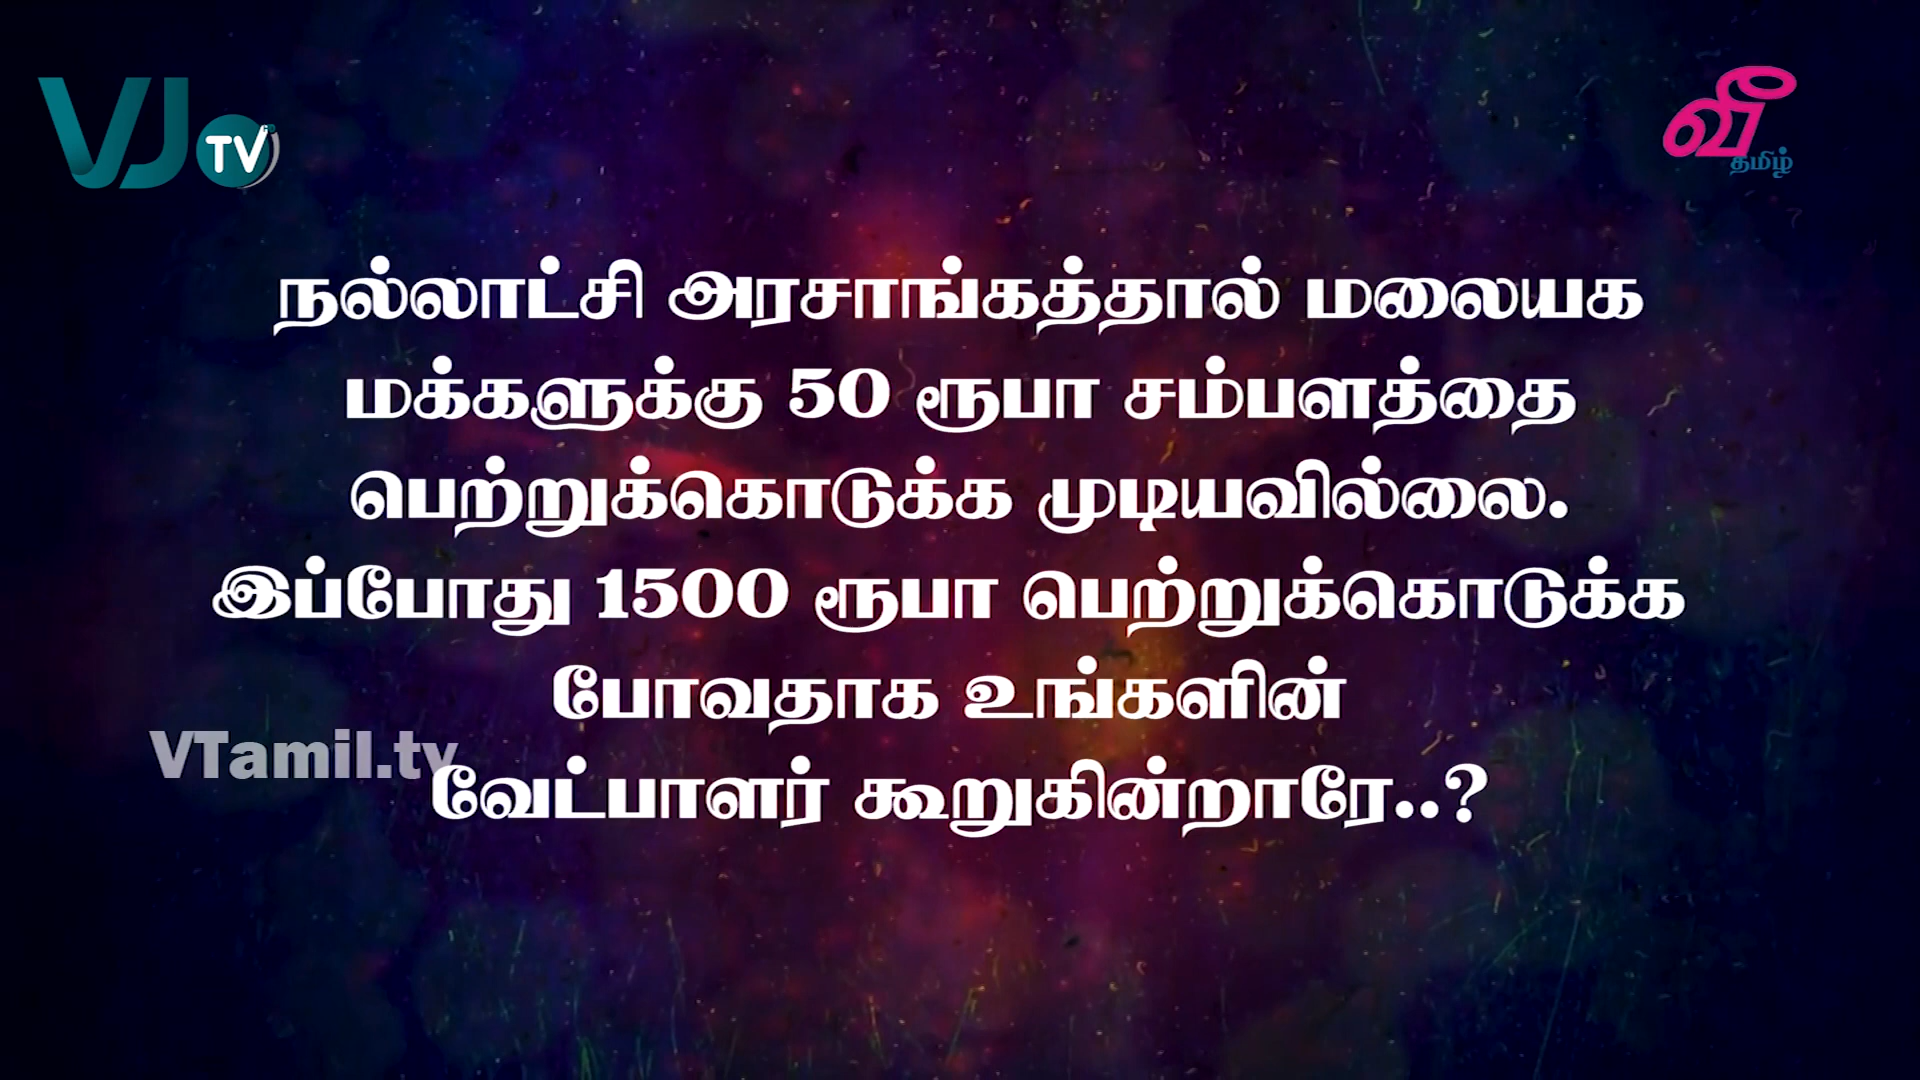 VJ TV HD
வீ தமிழ்
நல்லாட்சி அரசாங்கத்தால் மலையக
மக்களுக்கு 50 ரூபா சம்பளத்தை
பெற்றுக்கொடுக்க முடியவில்லை.
இப்போது 1500 ரூபா பெற்றுக்கொடுக்க
போவதாக உங்களின்
VTamil.tv
வேட்பாளர் கூறுகின்றாரே..?